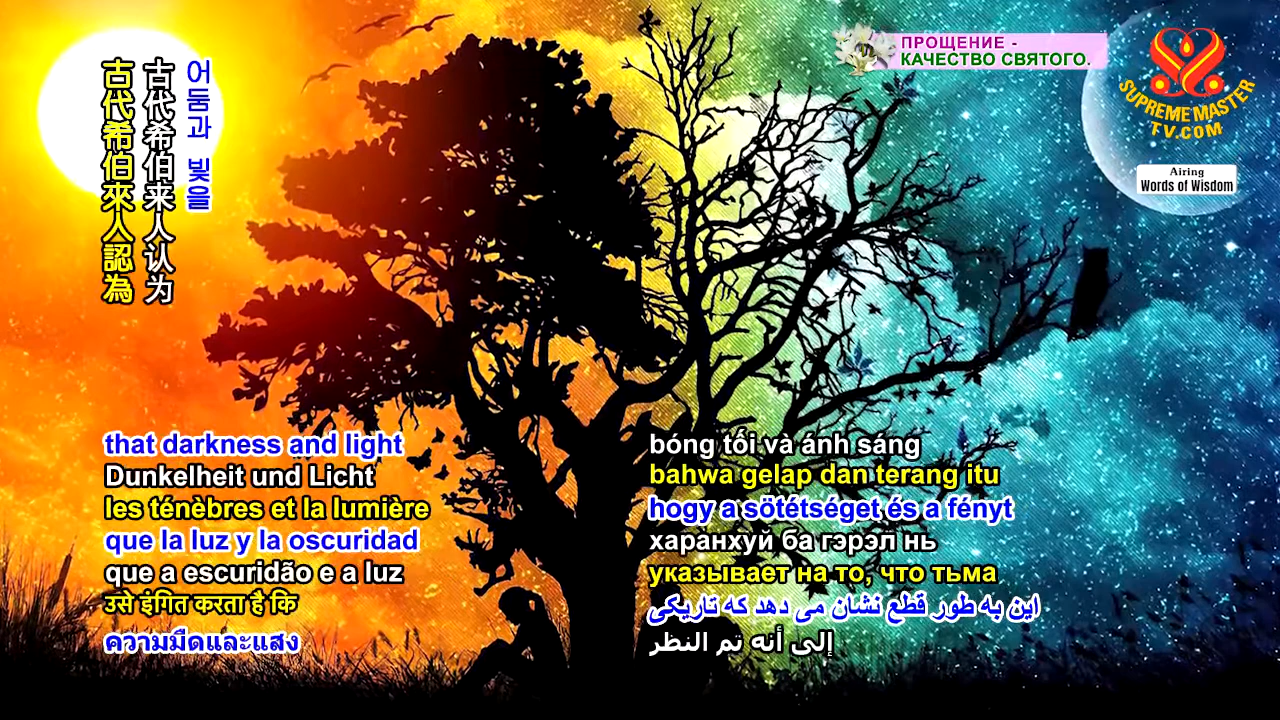 古代希伯來人認為
古代希伯来人认为
어둠과 빛을
ПРОЩЕНИЕ -
КАЧЕСТВО СВЯТОГО.
SUPREME MASTER
TV.COM
Airing
Words of Wisdom
that darkness and light
Dunkelheit und Licht
les ténèbres et la lumière
que la luz y la oscuridad
que a escuridão e a luz
उसे इंगित करता है कि
ความมืดและแสง
bóng tối và ánh sáng
bahwa gelap dan terang itu
hogy a sötétséget és a fényt
харанхуй ба гэрэл нь
указывает на то, что тьма
این به طور قطع نشان می دهد که تاریکی
إلى أنه تم النظر